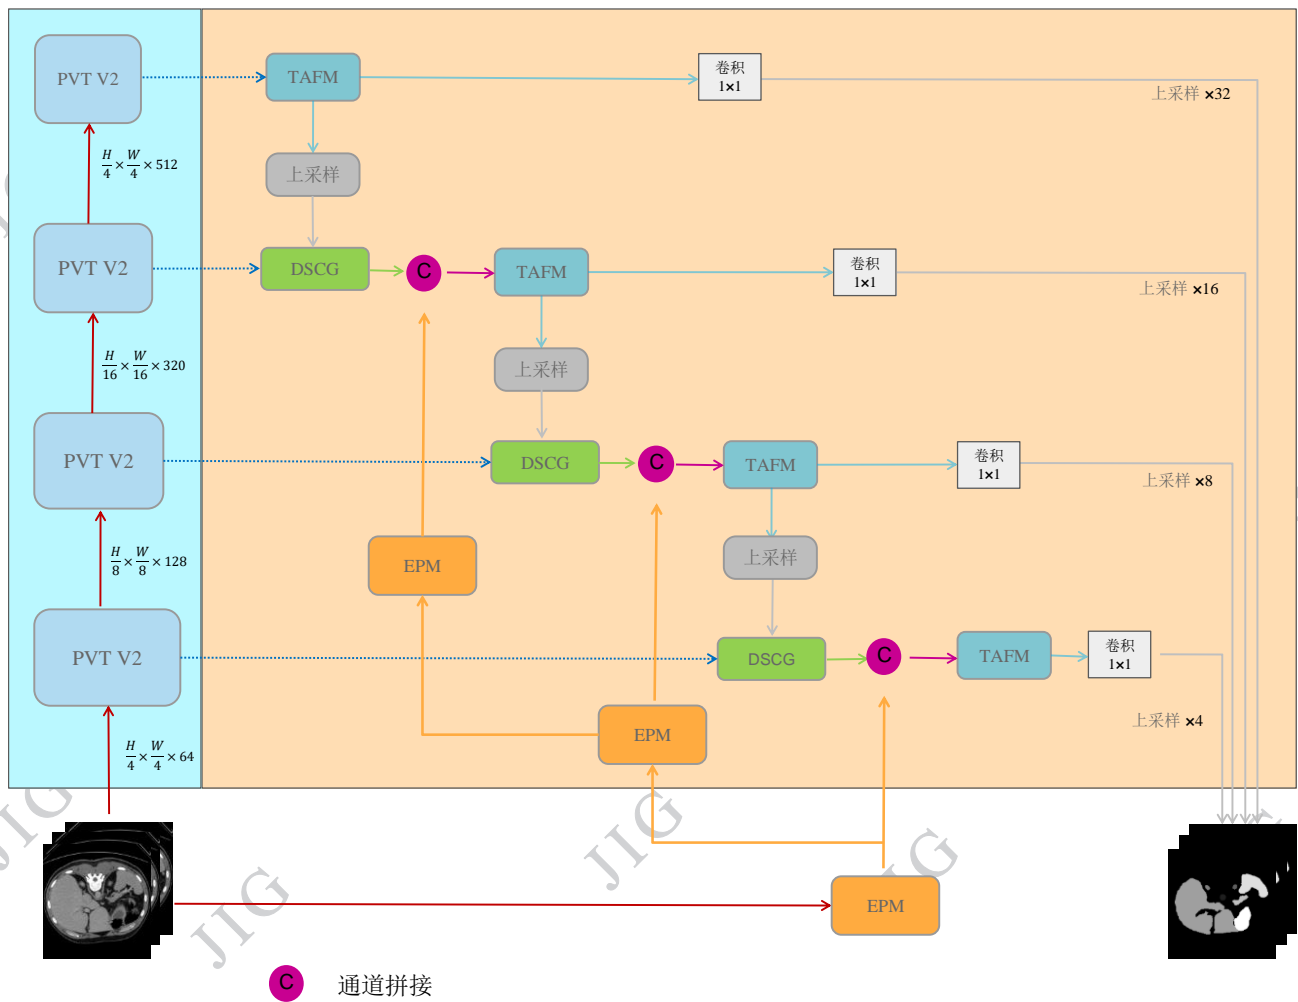 PVT V2
TAFM
卷积
1×1
上采样 ×32
H/4 × W/4 × 512
上采样
PVT V2
DSCG
C
TAFM
卷积
1×1
上采样 ×16
H/16 × W/16 × 320
上采样
PVT V2
DSCG
C
TAFM
卷积
1×1
上采样 ×8
H/8 × W/8 × 128
EPM
上采样
PVT V2
DSCG
C
TAFM
卷积
1×1
上采样 ×4
H/4 × W/4 × 64
EPM
EPM
JIG
JIG
JIG
C 通道拼接